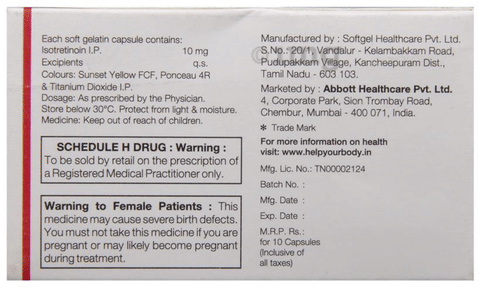 Each soft gelatin capsule contains:
Isotretinoin I.P. 10 mg
Excipients q.s.
Colours: Sunset Yellow FCF, Ponceau 4R
& Titanium Dioxide I.P.
Dosage: As prescribed by the Physician.
Store below 30°C. Protect from light & moisture.
Medicine: Keep out of reach of children.
SCHEDULE H DRUG : Warning :
To be sold by retail on the prescription of
a Registered Medical Practitioner only.
Warning to Female Patients : This
medicine may cause severe birth defects.
You must not take this medicine if you are
pregnant or may likely become pregnant
during treatment.
Manufactured by : Softgel Healthcare Pvt. Ltd.
S.No.: 20/1, Vandalur - Kelambakkam Road,
Pudupakkam Village, Kancheepuram Dist.,
Tamil Nadu - 603 103.
Marketed by : Abbott Healthcare Pvt. Ltd.
4, Corporate Park, Sion Trombay Road,
Chembur, Mumbai - 400 071, India.
* Trade Mark
For more information on health
visit: www.helpyourbody.in
Mfg. Lic. No.: TN00002124
Batch No. :
Mfg. Date :
Exp. Date :
M.R.P. Rs.:
for 10 Capsules
(Inclusive of
all taxes)